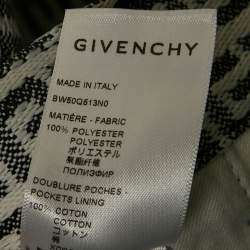 GIVENCHY
MADE IN ITALY
BW50Q513N0
MATIÈRE - FABRIC
100% POLYESTER
POLYESTER
ポリエステル
聚酯纤维
ПОЛИЭФИР
DOUBLURE POCHES -
POCKETS LINING
100% COTON
COTTON
コットン